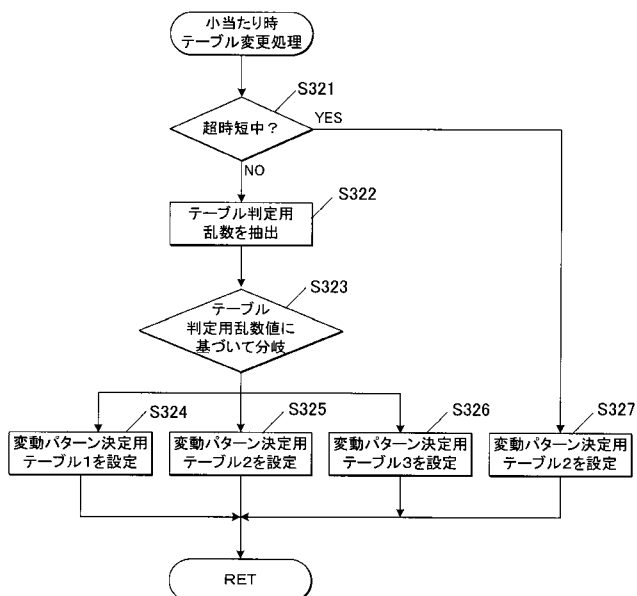 小当たり時
テーブル変更処理
S321
超時短中？
YES
NO
S322
テーブル判定用
乱数を抽出
S323
テーブル
判定用乱数値に
基づいて分岐
S324
変動パターン決定用
テーブル1を設定
S325
変動パターン決定用
テーブル2を設定
S326
変動パターン決定用
テーブル3を設定
S327
変動パターン決定用
テーブル2を設定
RET